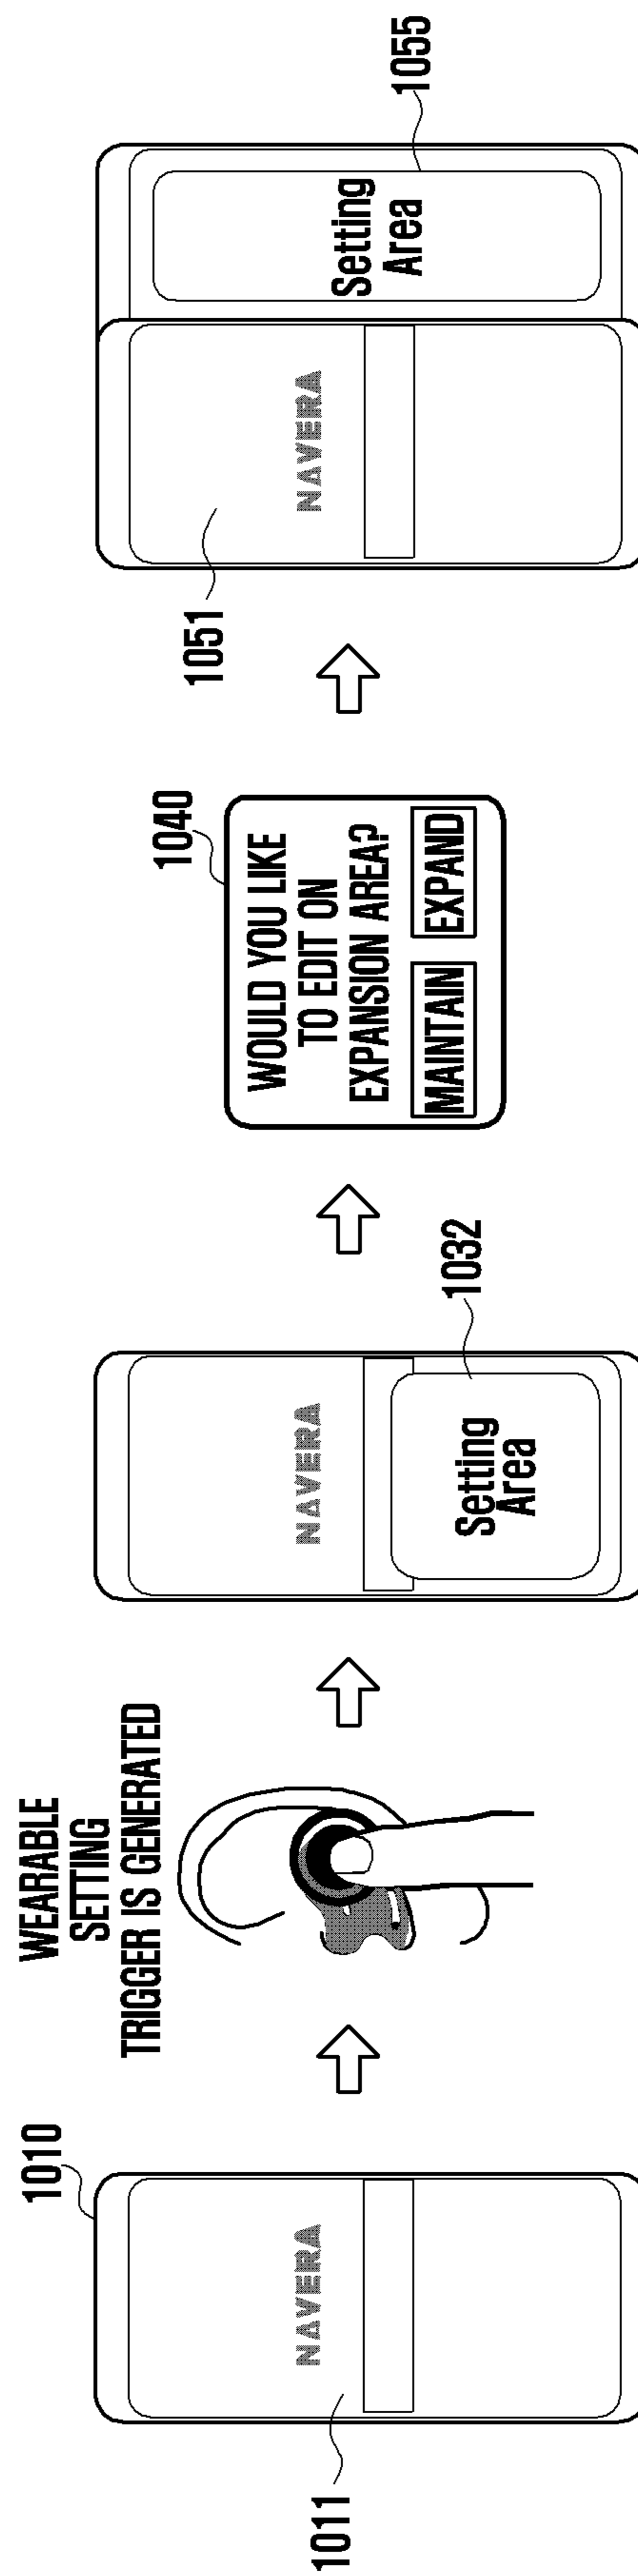 1010
NAVERA
1011
WEARABLE
SETTING
TRIGGER IS GENERATED
NAVERA
Setting
Area
1032
1040
WOULD YOU LIKE
TO EDIT ON
EXPANSION AREA?
MAINTAIN EXPAND
1051
NAVERA
Setting
Area
1055